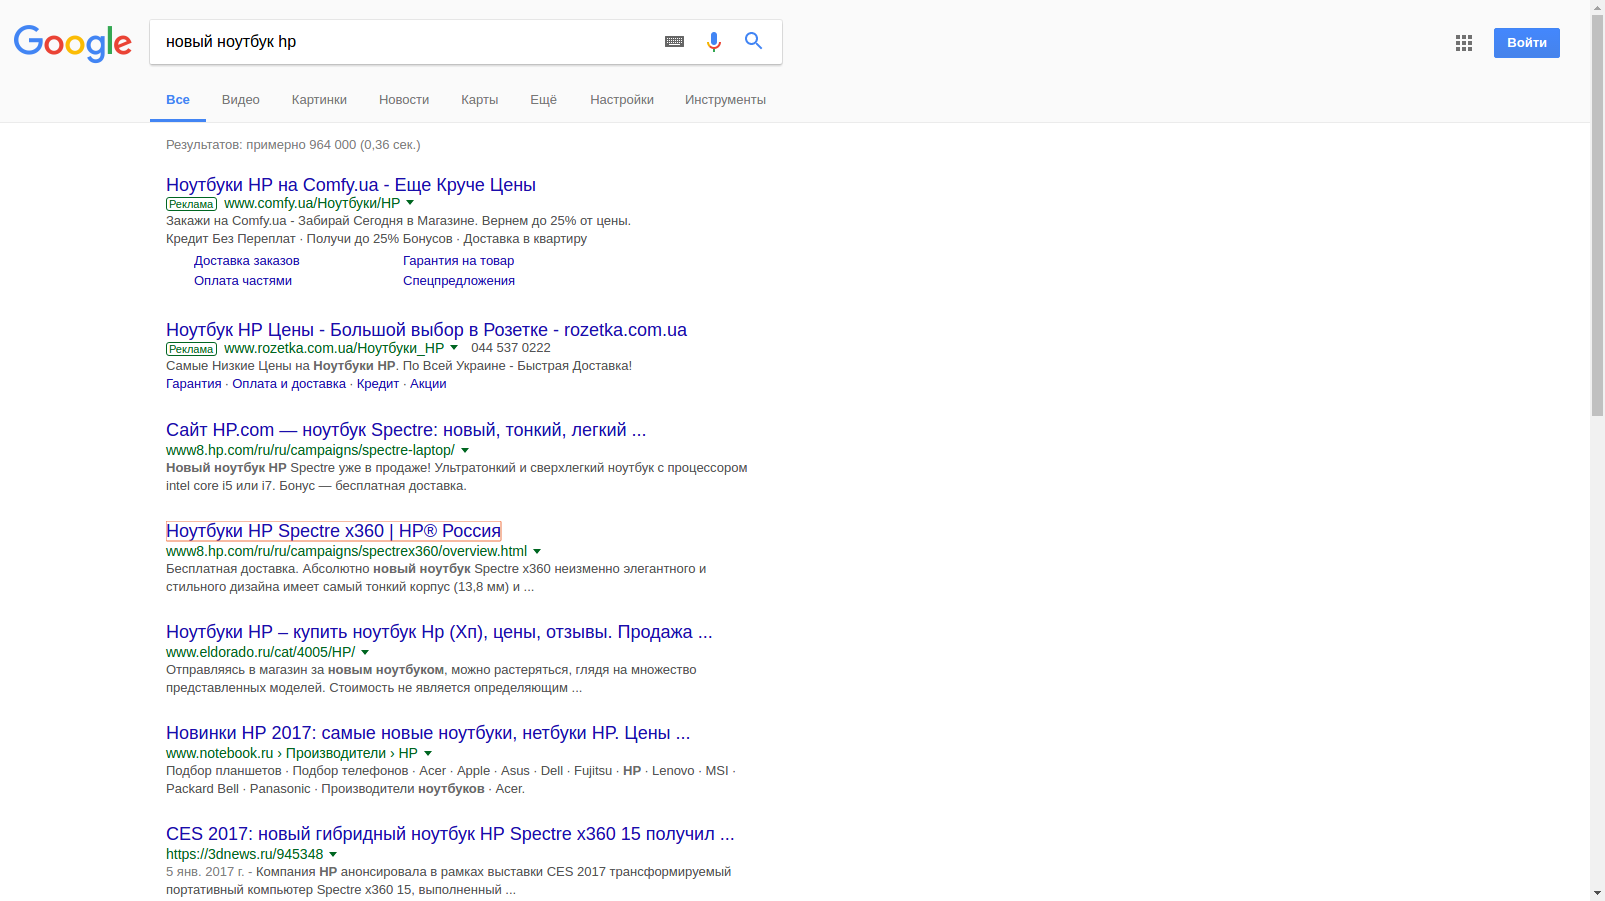 Google
новый ноутбук hp
Войти
Все Видео Картинки Новости Карты Ещё Настройки Инструменты
Результатов: примерно 964 000 (0,36 сек.)
Ноутбуки HP на Comfy.ua - Еще Круче Цены
Реклама www.comfy.ua/Ноутбуки/HP
Закажи на Comfy.ua - Забирай Сегодня в Магазине. Вернем до 25% от цены.
Кредит Без Переплат · Получи до 25% Бонусов · Доставка в квартиру
Доставка заказов Гарантия на товар
Оплата частями Спецпредложения
Ноутбук HP Цены - Большой выбор в Розетке - rozetka.com.ua
Реклама www.rozetka.com.ua/Ноутбуки_HP 044 537 0222
Самые Низкие Цены на Ноутбуки HP. По Всей Украине - Быстрая Доставка!
Гарантия · Оплата и доставка · Кредит · Акции
Сайт HP.com — ноутбук Spectre: новый, тонкий, легкий ...
www8.hp.com/ru/ru/campaigns/spectre-laptop/
Новый ноутбук HP Spectre уже в продаже! Ультратонкий и сверхлегкий ноутбук с процессором
intel core i5 или i7. Бонус — бесплатная доставка.
Ноутбуки HP Spectre x360 | HP® Россия
www8.hp.com/ru/ru/campaigns/spectrex360/overview.html
Бесплатная доставка. Абсолютно новый ноутбук Spectre x360 неизменно элегантного и
стильного дизайна имеет самый тонкий корпус (13,8 мм) и ...
Ноутбуки HP – купить ноутбук Hp (Хп), цены, отзывы. Продажа ...
www.eldorado.ru/cat/4005/HP/
Отправляясь в магазин за новым ноутбуком, можно растеряться, глядя на множество
представленных моделей. Стоимость не является определяющим ...
Новинки HP 2017: самые новые ноутбуки, нетбуки HP. Цены ...
www.notebook.ru › Производители › HP
Подбор планшетов · Подбор телефонов · Acer · Apple · Asus · Dell · Fujitsu · HP · Lenovo · MSI ·
Packard Bell · Panasonic · Производители ноутбуков · Acer.
CES 2017: новый гибридный ноутбук HP Spectre x360 15 получил ...
https://3dnews.ru/945348
5 янв. 2017 г. - Компания HP анонсировала в рамках выставки CES 2017 трансформируемый
портативный компьютер Spectre x360 15, выполненный ...